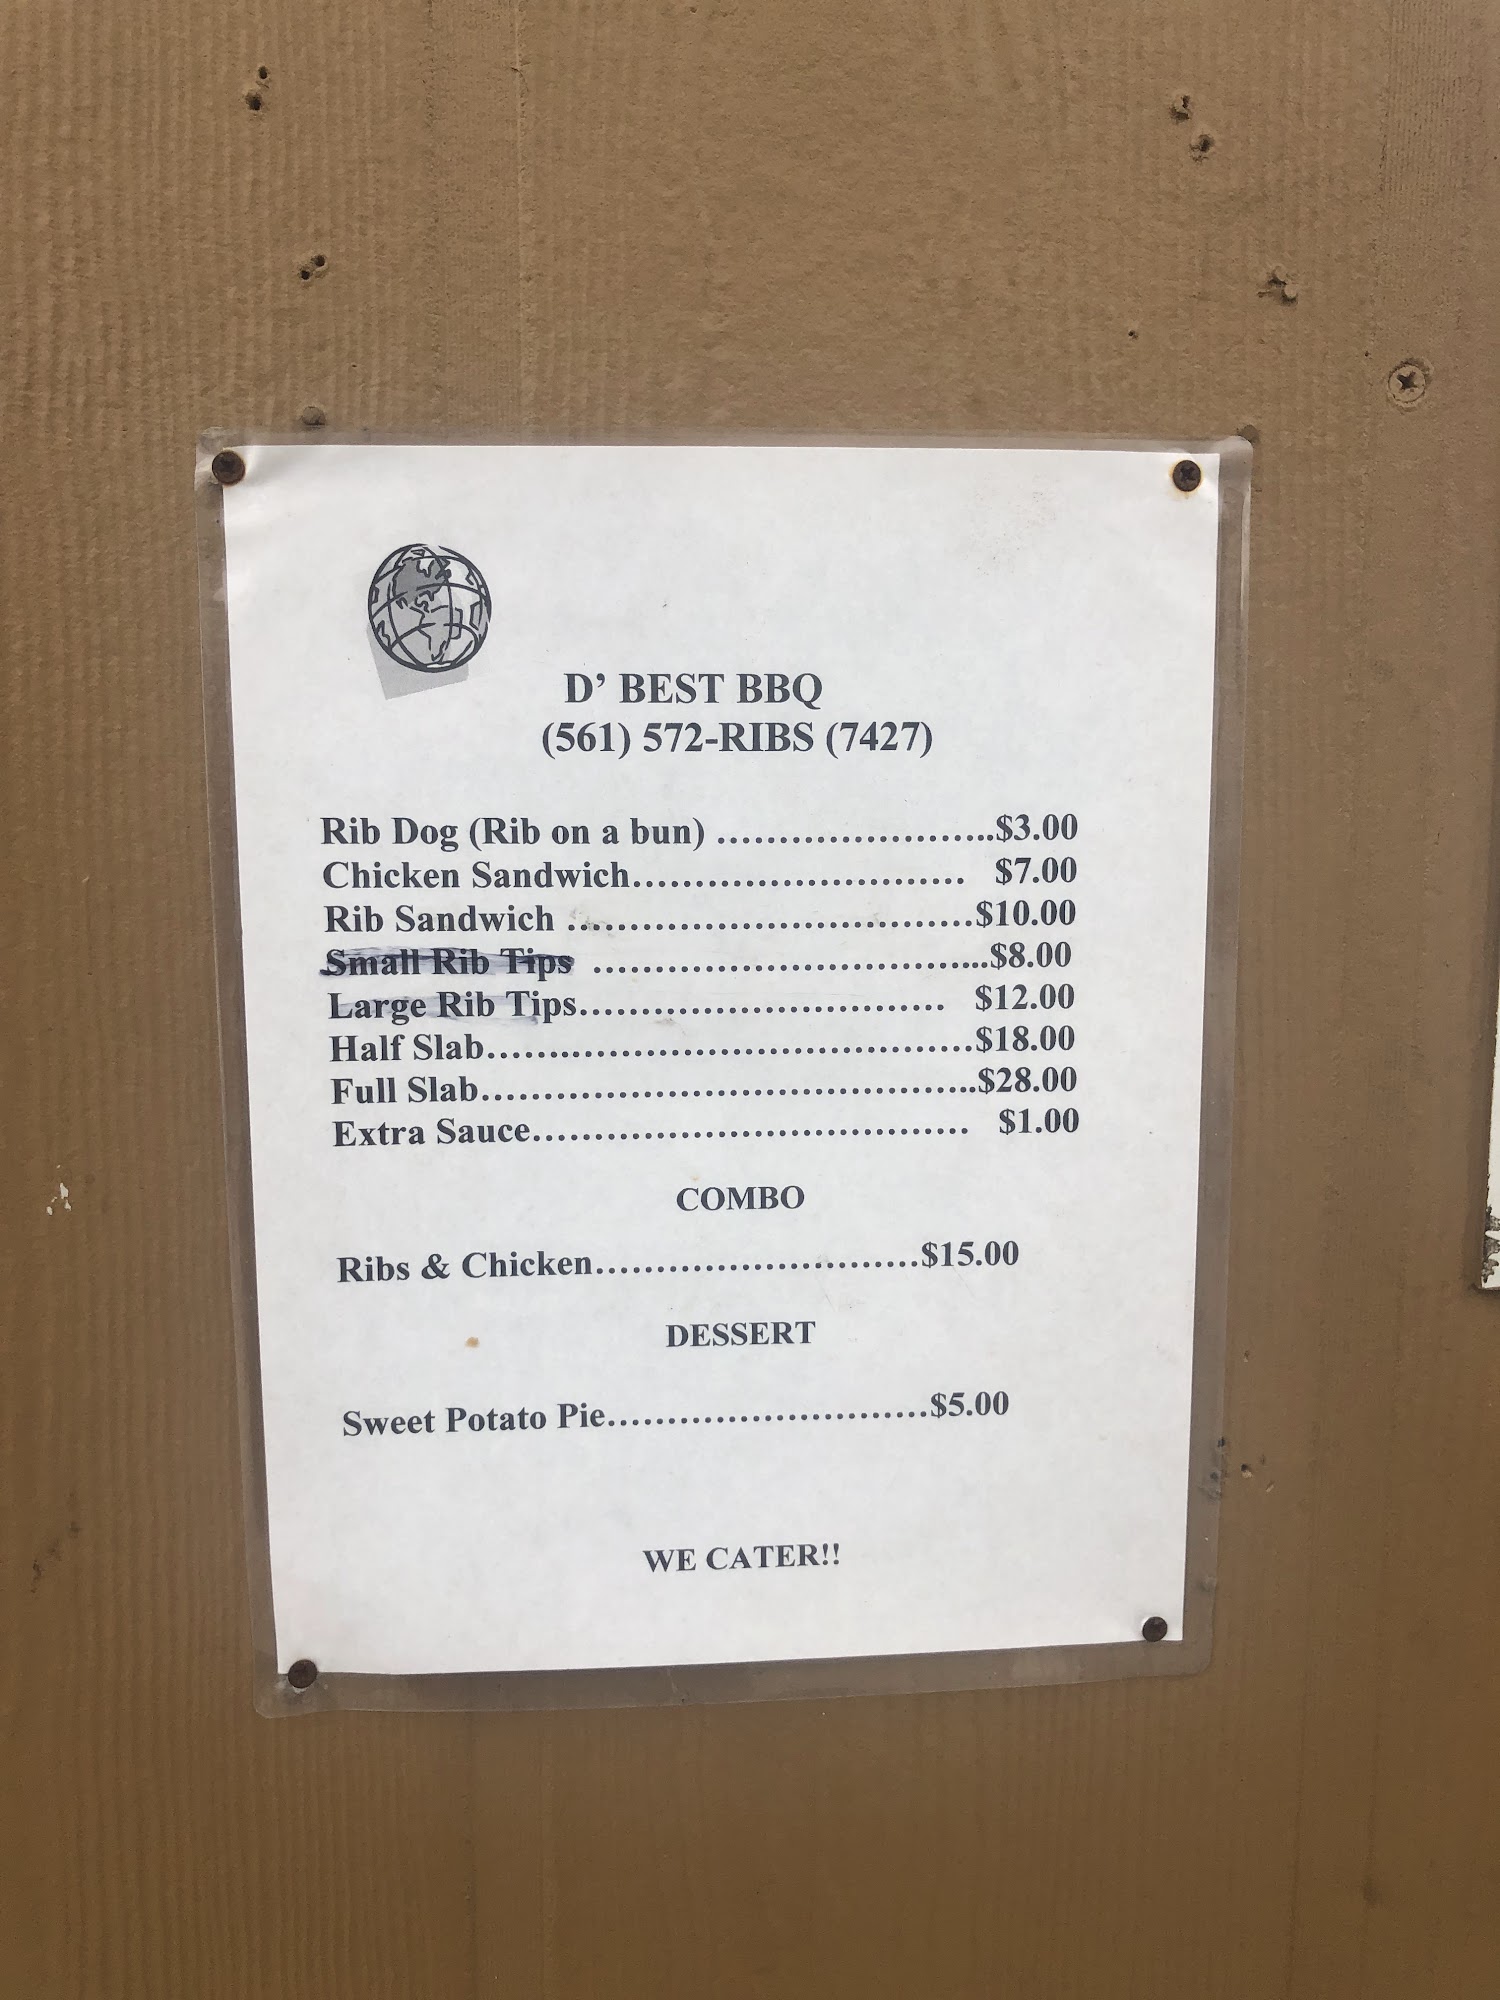 D' BEST BBQ
(561) 572-RIBS (7427)
Rib Dog (Rib on a bun) ........................$3.00
Chicken Sandwich........................... $7.00
Rib Sandwich .................................$10.00
Small Rib Tips .................................$8.00
Large Rib Tips.............................. $12.00
Half Slab.......................................$18.00
Full Slab........................................$28.00
Extra Sauce................................... $1.00
COMBO
Ribs & Chicken...........................$15.00
DESSERT
Sweet Potato Pie...........................$5.00
WE CATER!!